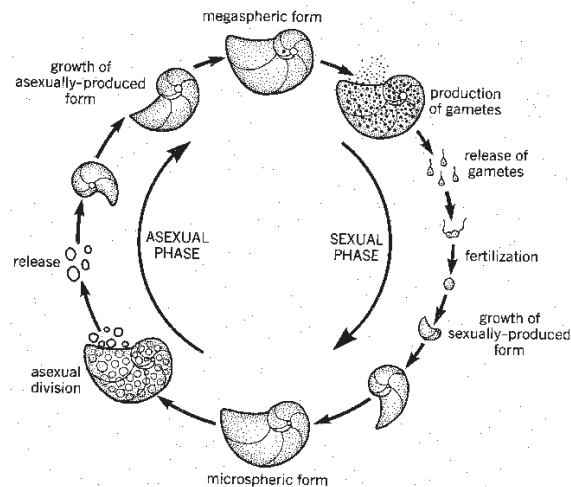 megaspheric form
growth of
asexually-produced
form
production
of gametes
release of
gametes
ASEXUAL
PHASE
SEXUAL
PHASE
release
fertilization
growth of
sexually-produced
form
asexual
division
microspheric form